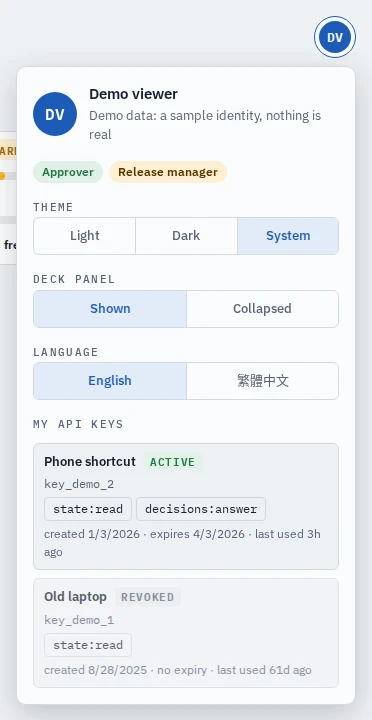 DV
DV
Demo viewer
Demo data: a sample identity, nothing is
real
Approver
Release manager
THEME
Light
Dark
System
DECK PANEL
Shown
Collapsed
LANGUAGE
English
繁體中文
MY API KEYS
Phone shortcut ACTIVE
key_demo_2
state:read decisions:answer
created 1/3/2026 · expires 4/3/2026 · last used 3h
ago
Old laptop REVOKED
key_demo_1
state:read
created 8/28/2025 · no expiry · last used 61d ago